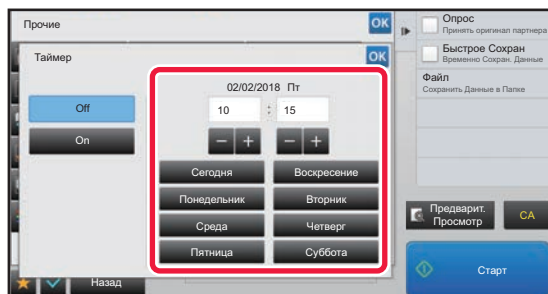 Прочие
OK
Таймер
OK
02/02/2018 Пт
Off
10 : 15
On
− + − +
Сегодня Воскресение
Понедельник Вторник
Среда Четверг
Пятница Суббота
Назад
Опрос
Принять оригинал партнера
Быстрое Сохран
Временно Сохран. Данные
Файл
Сохранить Данные в Папке
Предварит.
Просмотр
CA
Старт